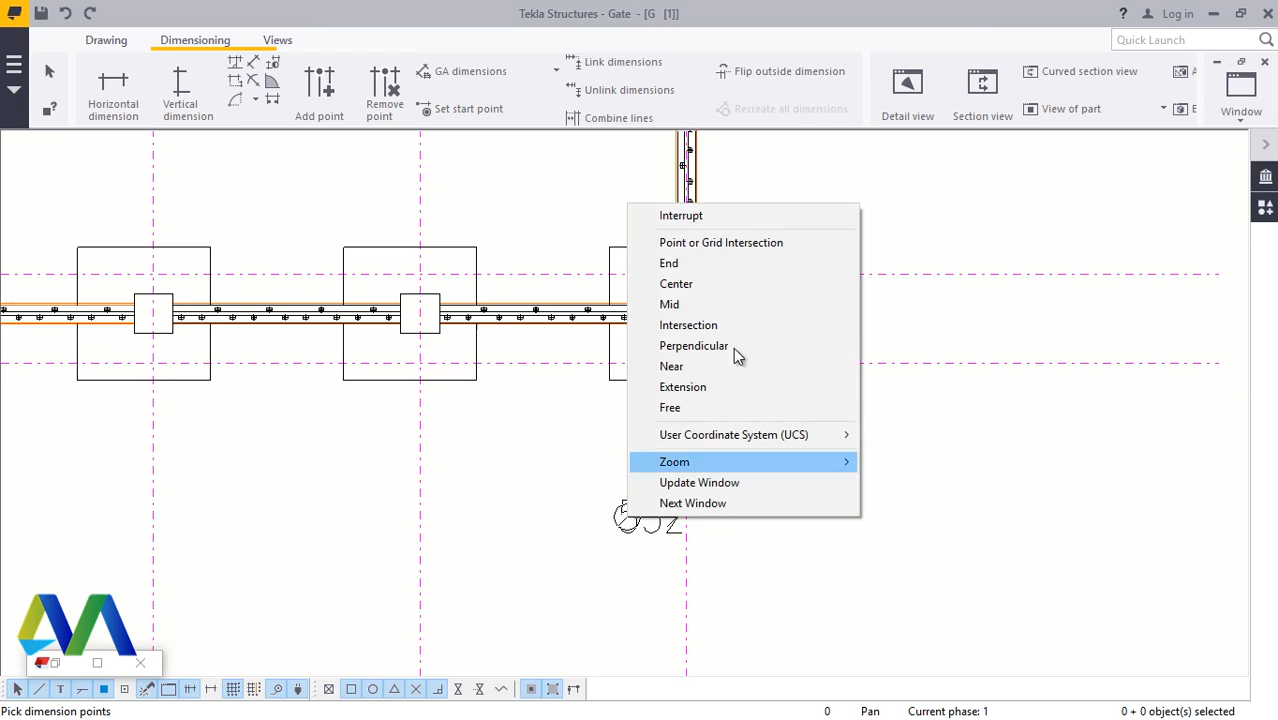 Tekla Structures - Gate - [G [1]]
? Log in
Drawing Dimensioning Views
Quick Launch
Horizontal dimension
Vertical dimension
Add point
Remove point
GA dimensions
Set start point
Link dimensions
Unlink dimensions
Combine lines
Flip outside dimension
Recreate all dimensions
Detail view
Section view
Curved section view
View of part
A
E
Window
Interrupt
Point or Grid Intersection
End
Center
Mid
Intersection
Perpendicular
Near
Extension
Free
User Coordinate System (UCS)
Zoom
Update Window
Next Window
Pick dimension points
0 Pan Current phase: 1 0 + 0 object(s) selected